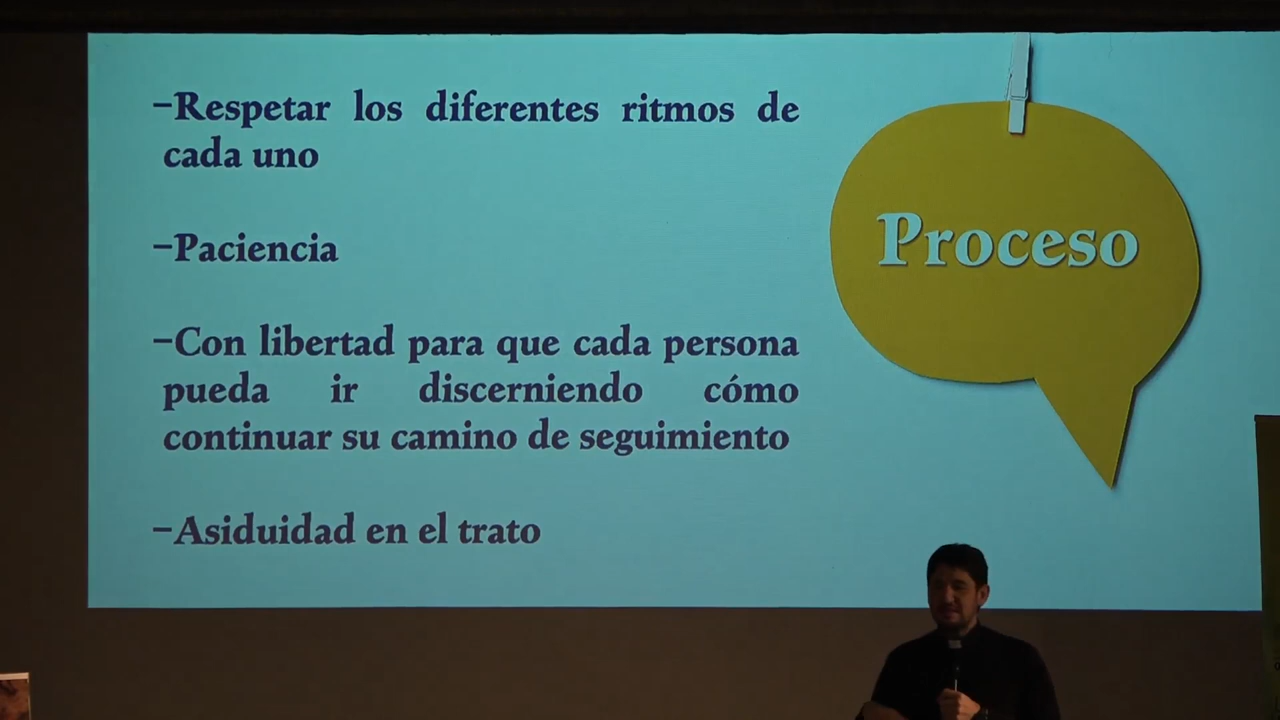 –Respetar los diferentes ritmos de
cada uno
–Paciencia
–Con libertad para que cada persona
pueda ir discerniendo cómo
continuar su camino de seguimiento
–Asiduidad en el trato
Proceso